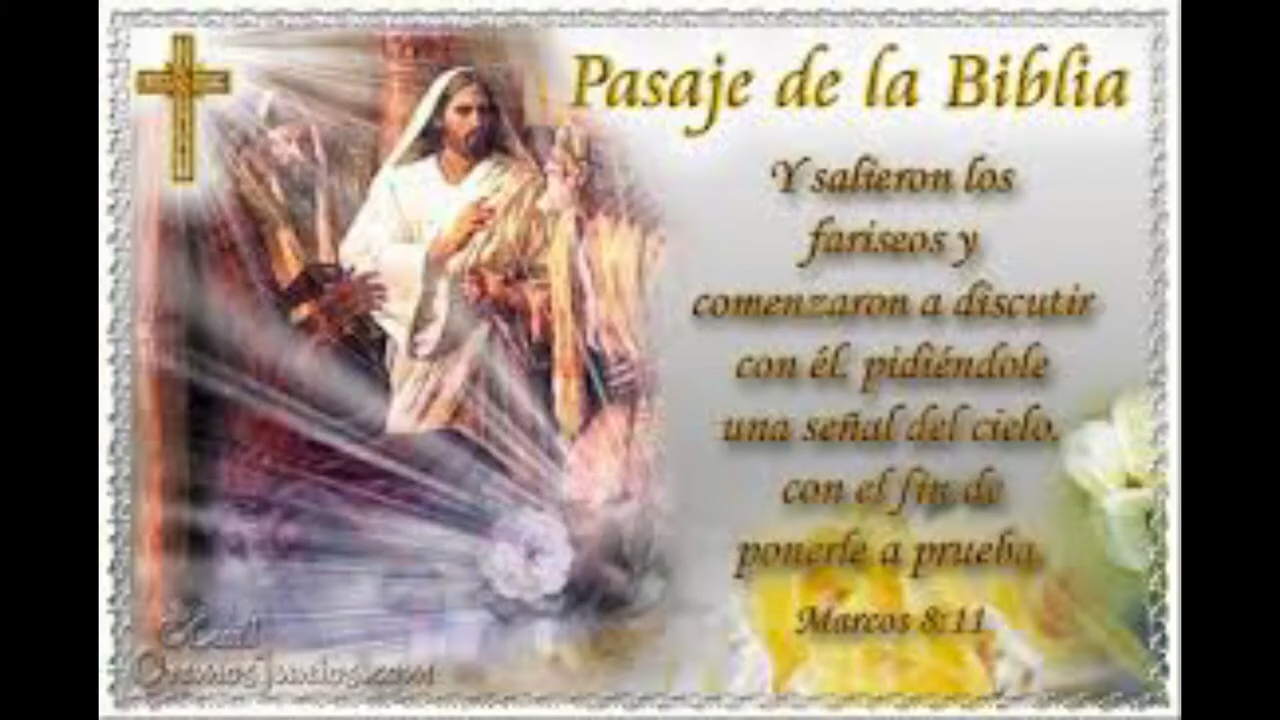 Pasaje de la Biblia
Y salieron los
fariseos y
comenzaron a discutir
con él, pidiéndole
una señal del cielo,
con el fin de
ponerle a prueba.
Marcos 8:11